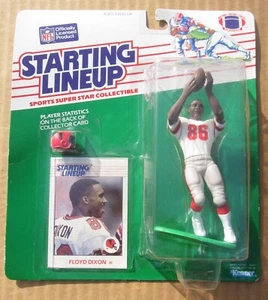 NFL
Officially
Licensed
Product
STARTING
LINEUP
SPORTS SUPER STAR COLLECTIBLE
PLAYER STATISTICS
ON THE BACK OF
COLLECTOR CARD.
86
STARTING
LINEUP
FLOYD DIXON
Kenner